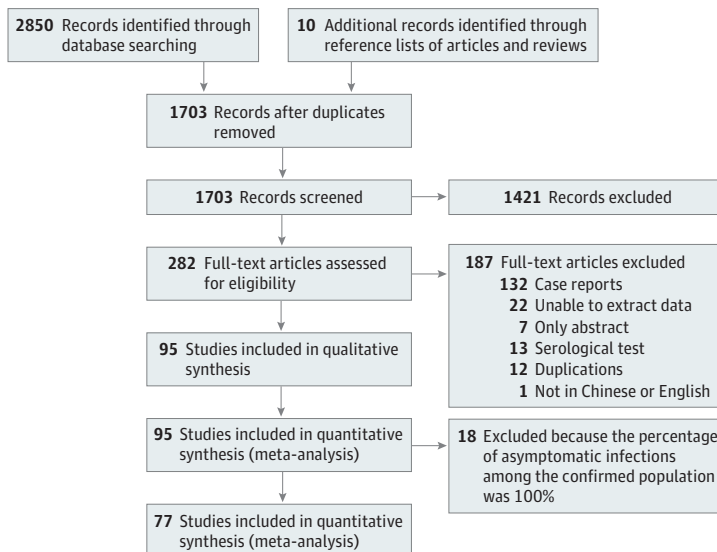 2850 Records identified through
database searching
10 Additional records identified through
reference lists of articles and reviews
1703 Records after duplicates
removed
1703 Records screened
1421 Records excluded
282 Full-text articles assessed
for eligibility
187 Full-text articles excluded
132 Case reports
22 Unable to extract data
7 Only abstract
13 Serological test
12 Duplications
1 Not in Chinese or English
95 Studies included in qualitative
synthesis
95 Studies included in quantitative
synthesis (meta-analysis)
18 Excluded because the percentage
of asymptomatic infections
among the confirmed population
was 100%
77 Studies included in quantitative
synthesis (meta-analysis)